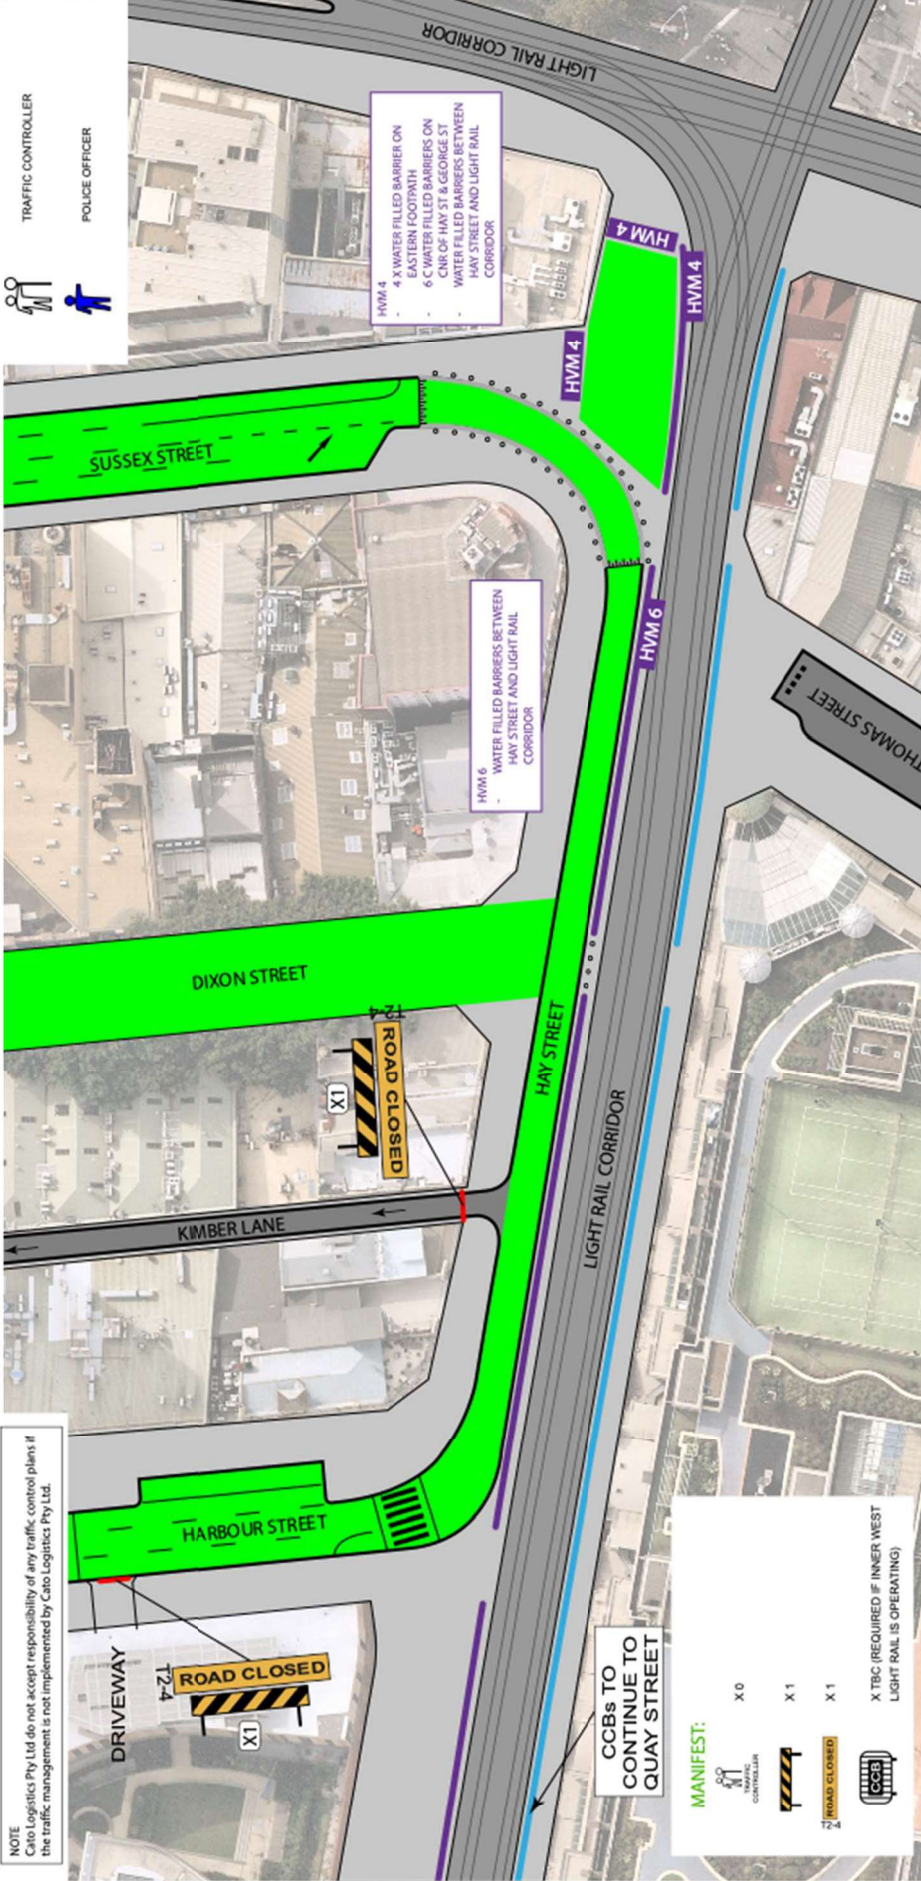 TRAFFIC CONTROLLER
POLICE OFFICER
LIGHT RAIL CORRIDOR
HVM 4
- 4 X WATER FILLED BARRIER ON
EASTERN FOOTPATH
- 6 C WATER FILLED BARRIERS ON
CNR OF HAY ST & GEORGE ST
- WATER FILLED BARRIERS BETWEEN
HAY STREET AND LIGHT RAIL
CORRIDOR
HVM 4
HVM 4
HVM 4
SUSSEX STREET
HVM 6
- WATER FILLED BARRIERS BETWEEN
HAY STREET AND LIGHT RAIL
CORRIDOR
HVM 6
THOMAS STREET
DIXON STREET
HAY STREET
T2-4
ROAD CLOSED
X1
LIGHT RAIL CORRIDOR
KIMBER LANE
NOTE
Cato Logistics Pty Ltd do not accept responsibility of any traffic control plans if
the traffic management is not implemented by Cato Logistics Pty Ltd.
HARBOUR STREET
DRIVEWAY
T2-4
ROAD CLOSED
X1
CCBs TO
CONTINUE TO
QUAY STREET
MANIFEST:
TRAFFIC
CONTROLLER
X 0
X 1
ROAD CLOSED
T2-4
X 1
CCB
X TBC (REQUIRED IF INNER WEST
LIGHT RAIL IS OPERATING)